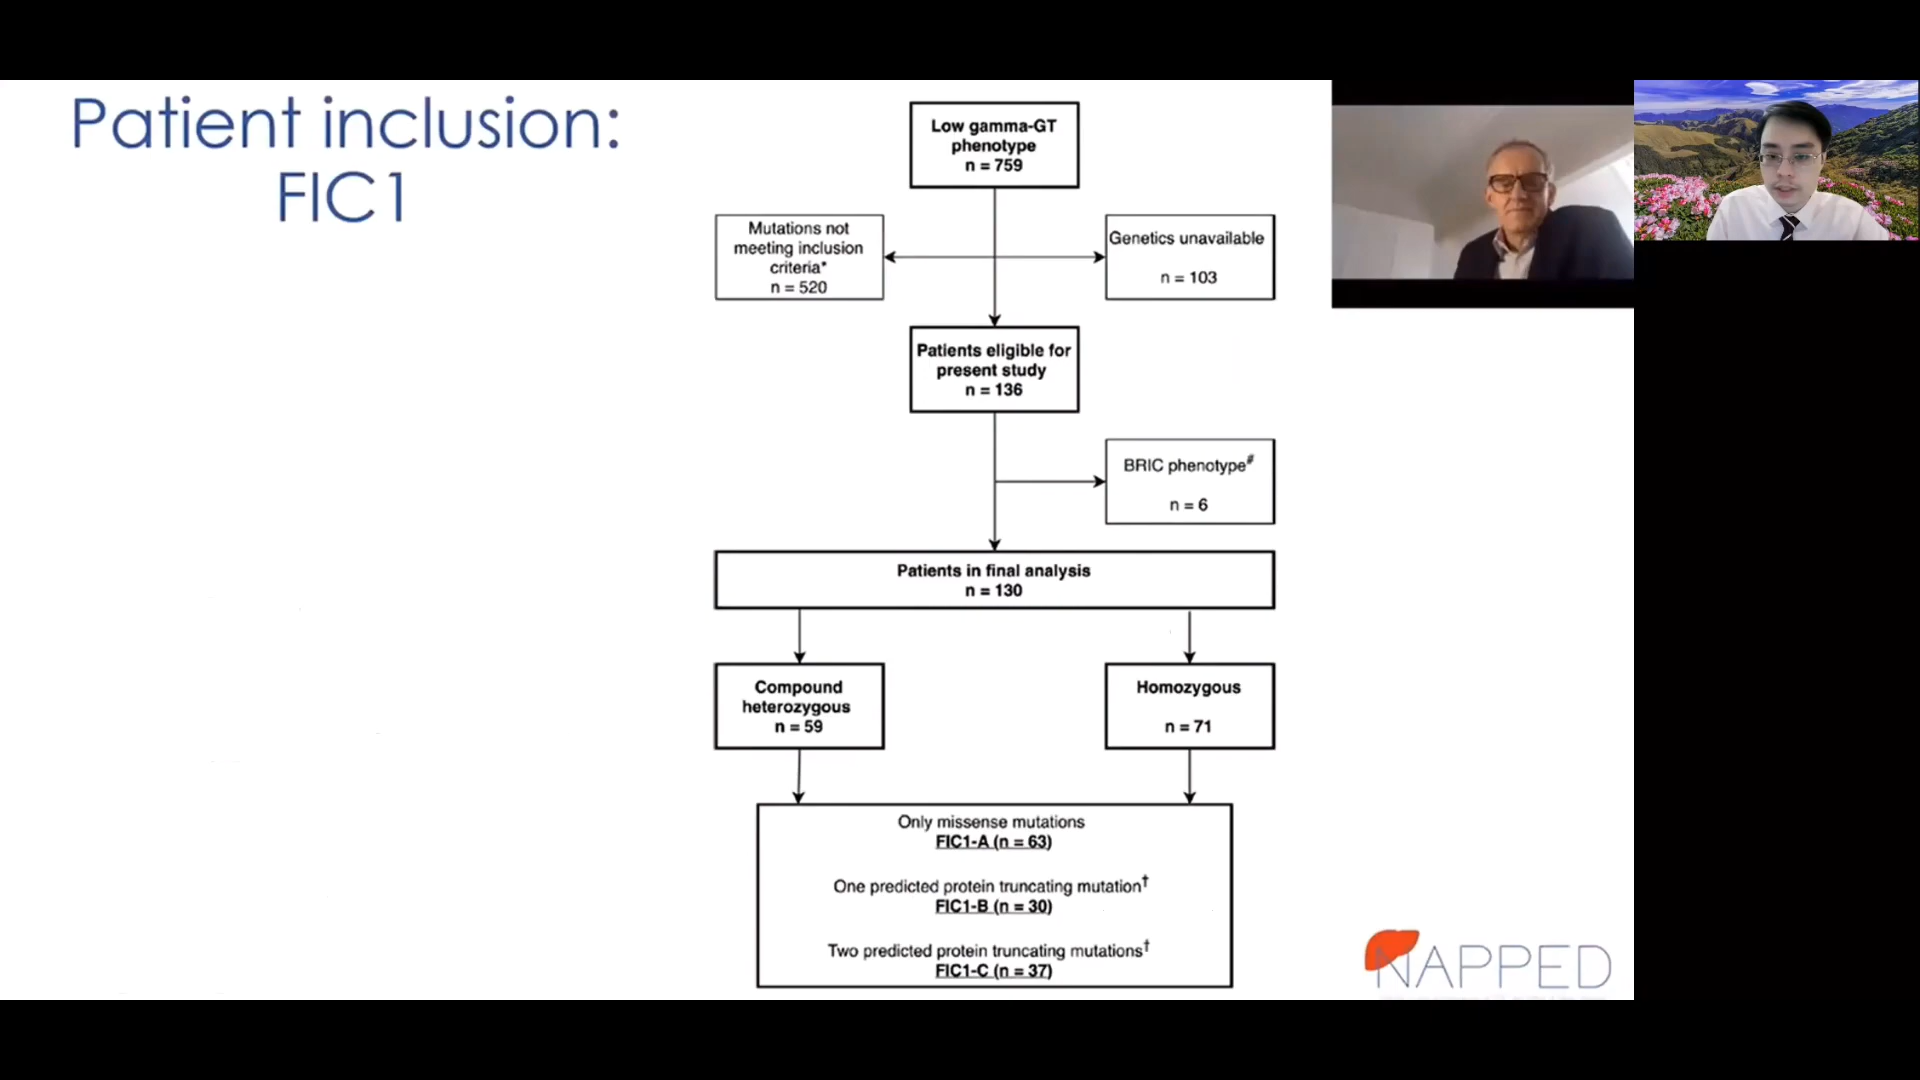 Patient inclusion:
FIC1
Low gamma-GT
phenotype
n = 759
Mutations not
meeting inclusion
criteria*
n = 520
Genetics unavailable
n = 103
Patients eligible for
present study
n = 136
BRIC phenotype#
n = 6
Patients in final analysis
n = 130
Compound
heterozygous
n = 59
Homozygous
n = 71
Only missense mutations
FIC1-A (n = 63)
One predicted protein truncating mutation†
FIC1-B (n = 30)
Two predicted protein truncating mutations†
FIC1-C (n = 37)
NAPPED